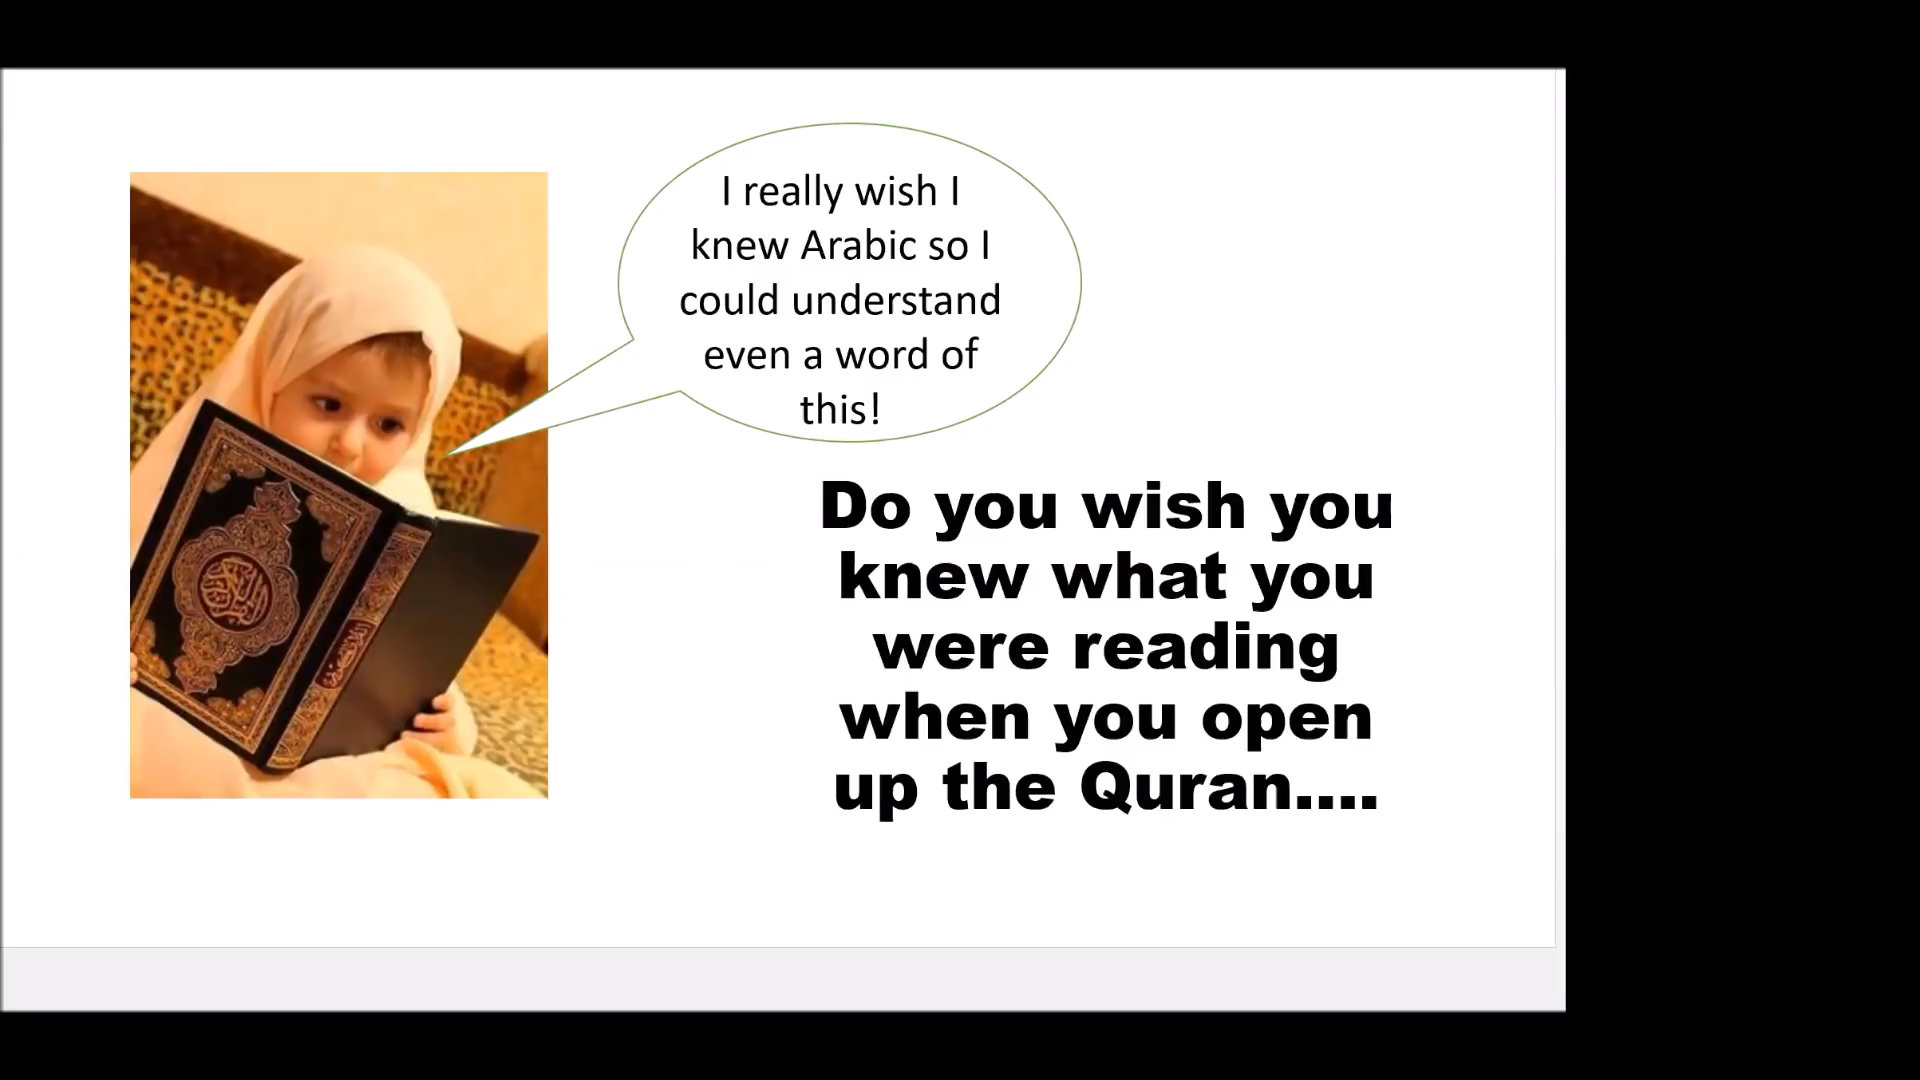 I really wish I
knew Arabic so I
could understand
even a word of
this!
Do you wish you
knew what you
were reading
when you open
up the Quran....